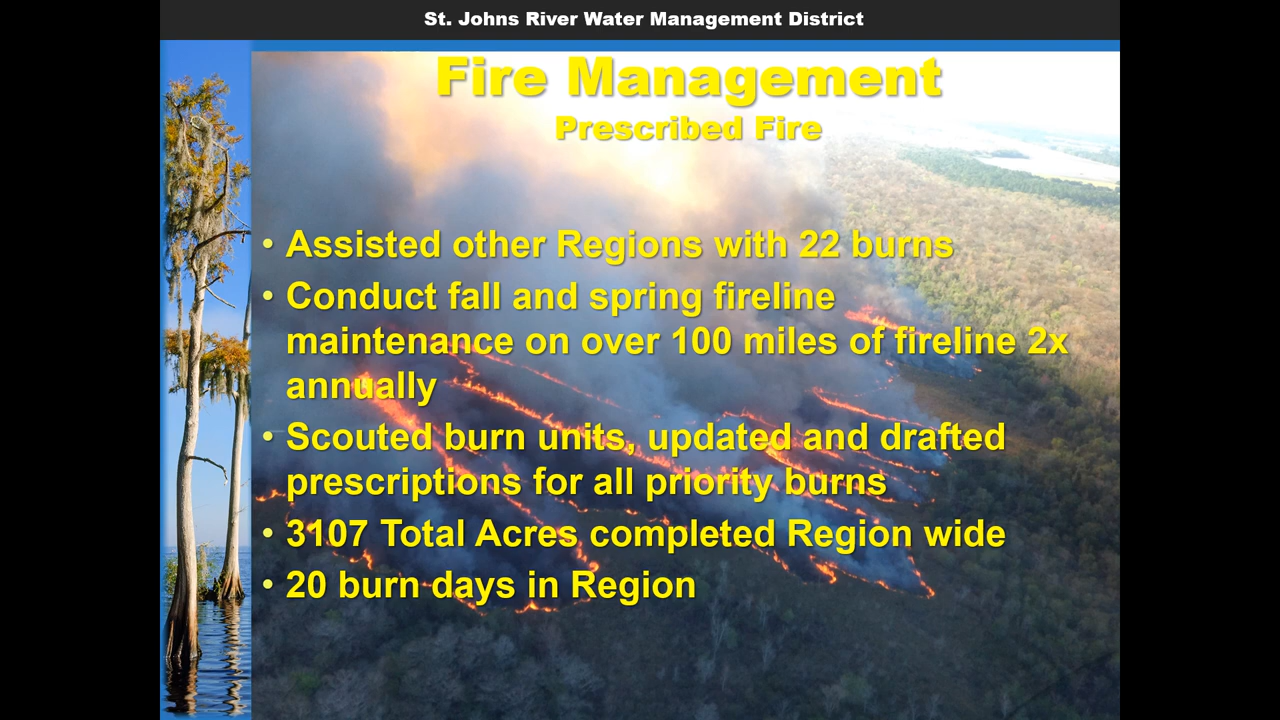 St. Johns River Water Management District
Fire Management
Prescribed Fire
• Assisted other Regions with 22 burns
• Conduct fall and spring fireline
maintenance on over 100 miles of fireline 2x
annually
• Scouted burn units, updated and drafted
prescriptions for all priority burns
• 3107 Total Acres completed Region wide
• 20 burn days in Region